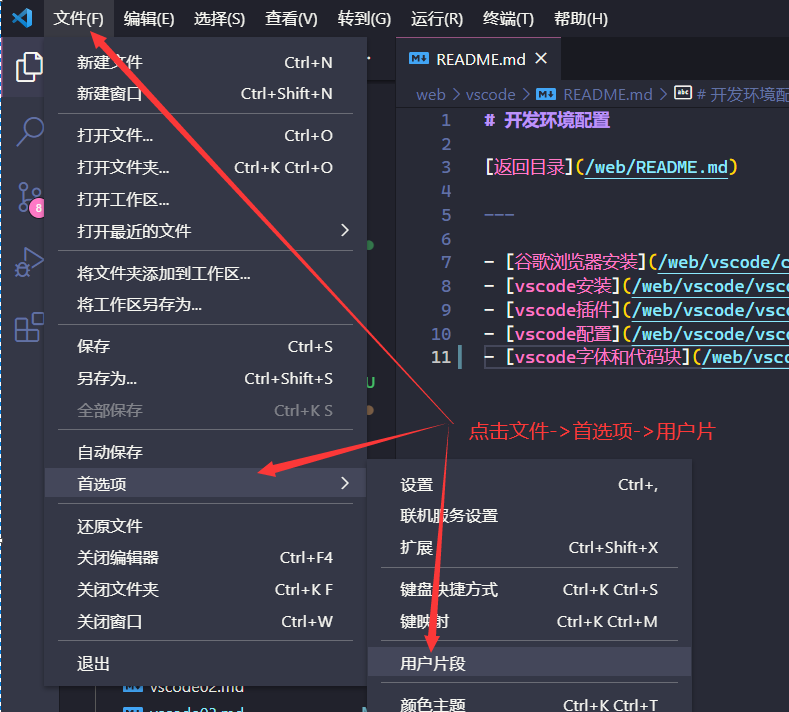 文件(F) 编辑(E) 选择(S) 查看(V) 转到(G) 运行(R) 终端(T) 帮助(H)
新建文件 Ctrl+N
新建窗口 Ctrl+Shift+N
打开文件... Ctrl+O
打开文件夹... Ctrl+K Ctrl+O
打开工作区...
打开最近的文件
将文件夹添加到工作区...
将工作区另存为...
保存 Ctrl+S
另存为... Ctrl+Shift+S
全部保存 Ctrl+K S
自动保存
首选项
还原文件
关闭编辑器 Ctrl+F4
关闭文件夹 Ctrl+K F
关闭窗口 Ctrl+W
退出
8
U
vscode02.md
README.md
web > vscode > README.md > # 开发环境配
1 # 开发环境配置
2
3 [返回目录](/web/README.md)
4
5 ---
6
7 - [谷歌浏览器安装](/web/vscode/c
8 - [vscode安装](/web/vscode/vsc
9 - [vscode插件](/web/vscode/vsc
10 - [vscode配置](/web/vscode/vsc
11 - [vscode字体和代码块](/web/vsc
点击文件->首选项->用户片
设置 Ctrl+,
联机服务设置
扩展 Ctrl+Shift+X
键盘快捷方式 Ctrl+K Ctrl+S
键映射 Ctrl+K Ctrl+M
用户片段
颜色主题 Ctrl+K Ctrl+T